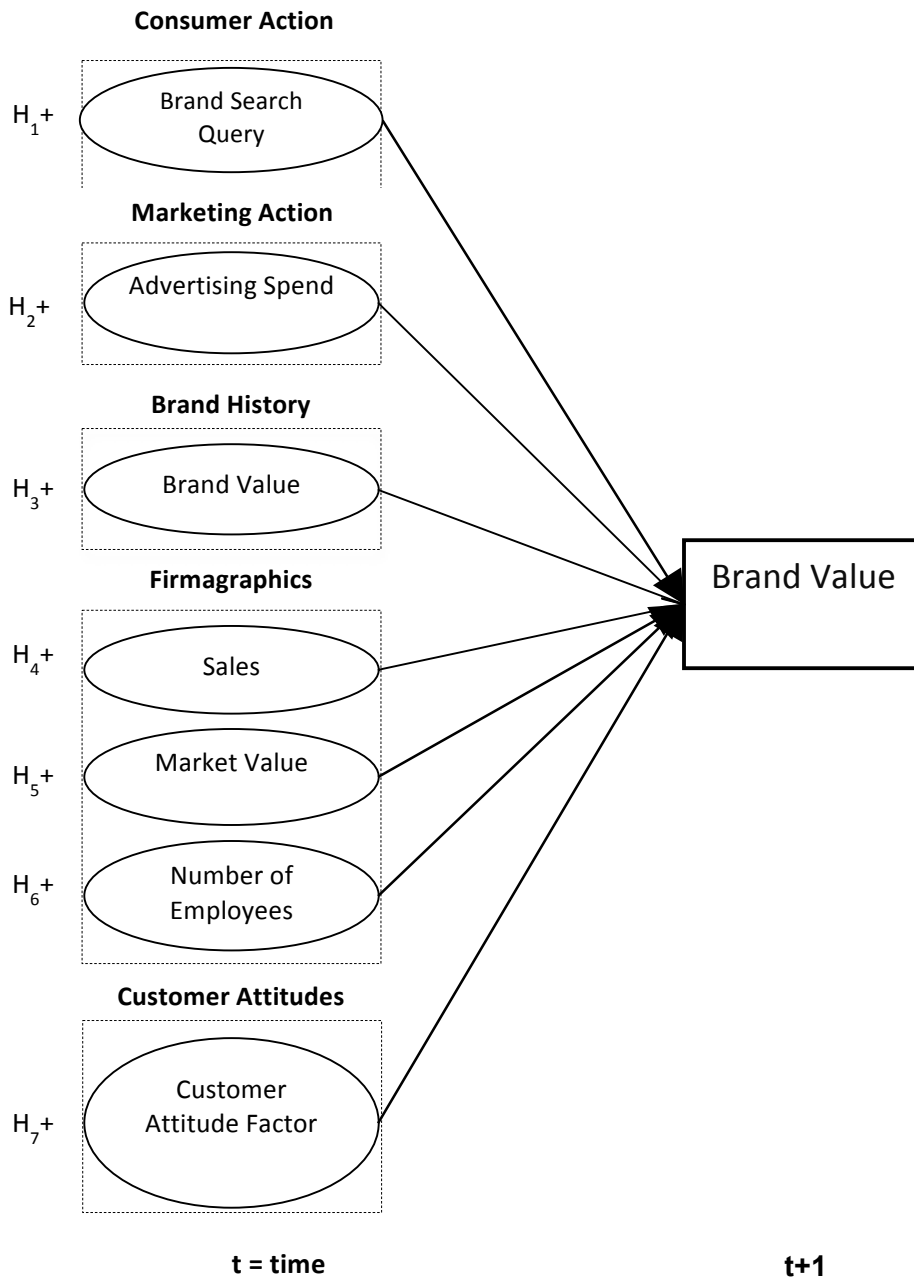 Consumer Action
H₁+
Brand Search
Query
Marketing Action
H₂+
Advertising Spend
Brand History
H₃+
Brand Value
Firmagraphics
H₄+
Sales
H₅+
Market Value
H₆+
Number of
Employees
Customer Attitudes
H₇+
Customer
Attitude Factor
Brand Value
t = time
t+1